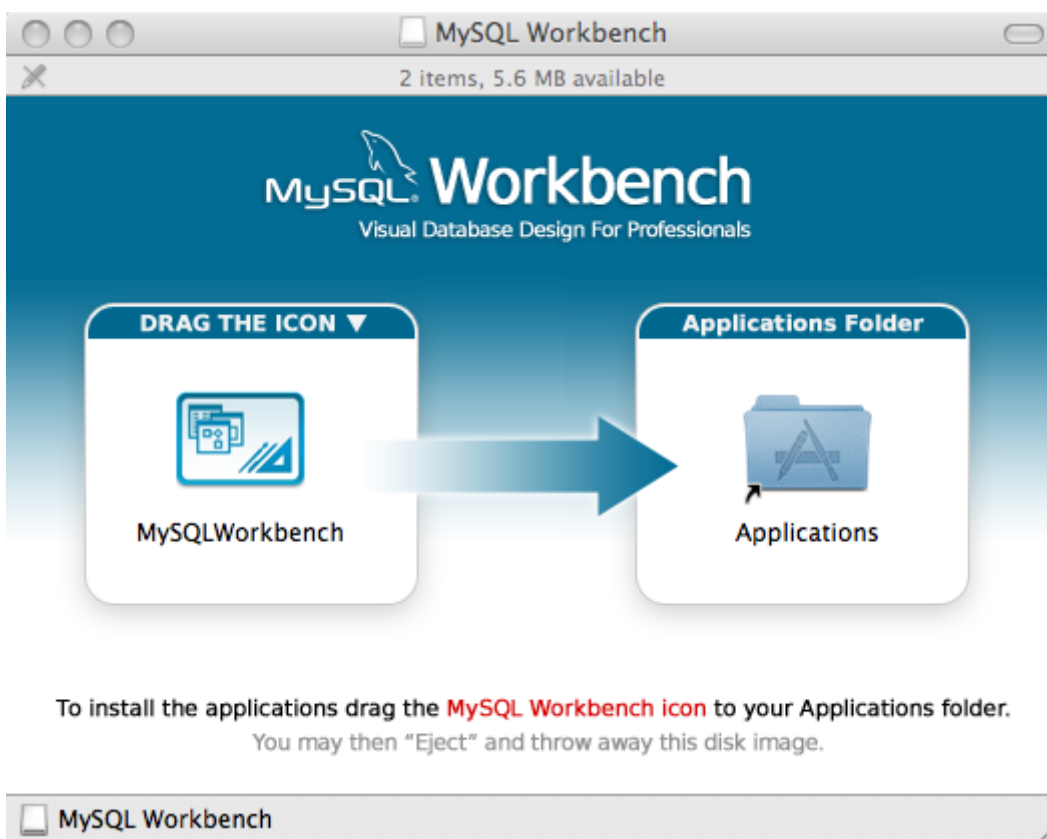 MySQL Workbench
2 items, 5.6 MB available
MySQL® Workbench
Visual Database Design For Professionals
DRAG THE ICON ▼
Applications Folder
MySQLWorkbench
Applications
To install the applications drag the MySQL Workbench icon to your Applications folder.
You may then "Eject" and throw away this disk image.
MySQL Workbench